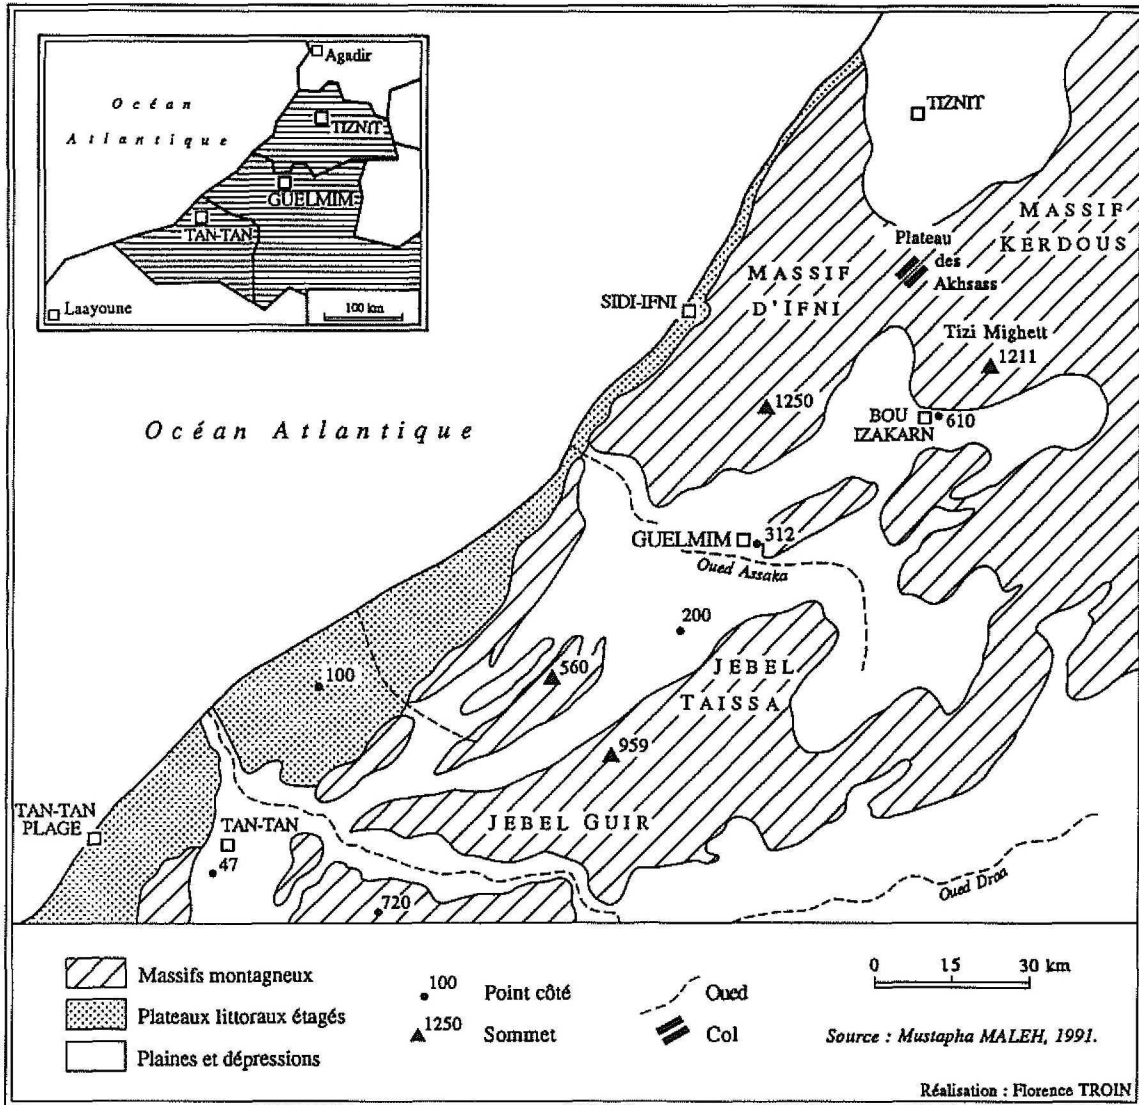 Agadir
Océan
Atlantique
TIZNIT
GUELMIM
TAN-TAN
Laayoune
100 km
TIZNIT
MASSIF
KERDOUS
Plateau
des
Akhsass
MASSIF
D'IFNI
SIDI-IFNI
Tizi Mighett
1211
1250
BOU
IZAKARN
610
Océan Atlantique
GUELMIM
312
Oued Assaka
200
JEBEL
TAISSA
560
100
959
JEBEL GUIR
TAN-TAN
PLAGE
TAN-TAN
47
720
Oued Draa
Massifs montagneux
Plateaux littoraux étagés
Plaines et dépressions
100
Point côté
1250
Sommet
Oued
Col
0 15 30 km
Source : Mustapha MALEH, 1991.
Réalisation : Florence TROIN